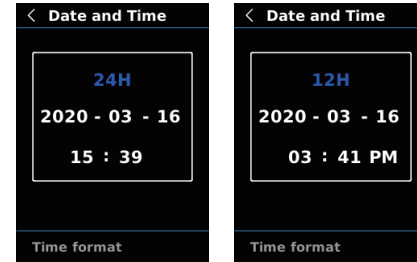 < Date and Time
24H
2020 - 03 - 16
15 : 39
Time format
< Date and Time
12H
2020 - 03 - 16
03 : 41 PM
Time format